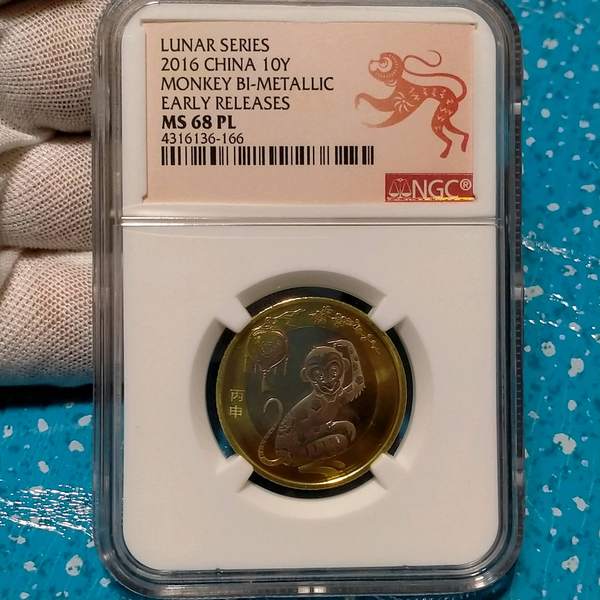 LUNAR SERIES
2016 CHINA 10Y
MONKEY BI-METALLIC
EARLY RELEASES
MS 68 PL
4316136-166
NGC®
丙
申